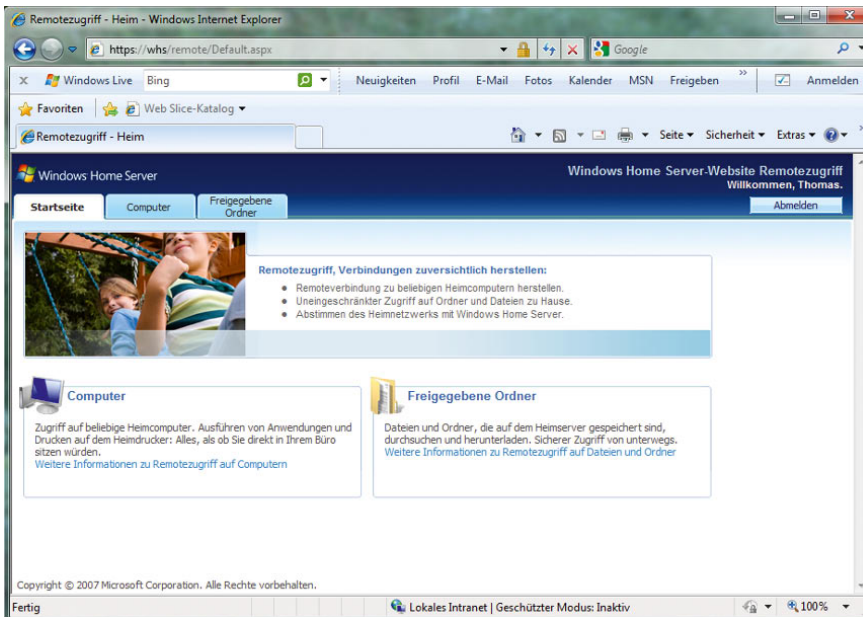 Remotezugriff - Heim - Windows Internet Explorer
https://whs/remote/Default.aspx
Google
Windows Live
Bing
Neuigkeiten Profil E-Mail Fotos Kalender MSN Freigeben
Anmelden
Favoriten
Web Slice-Katalog
Remotezugriff - Heim
Seite Sicherheit Extras
Windows Home Server
Windows Home Server-Website Remotezugriff
Willkommen, Thomas.
Abmelden
Startseite
Computer
Freigegebene
Ordner
Remotezugriff, Verbindungen zuversichtlich herstellen:
• Remoteverbindung zu beliebigen Heimcomputern herstellen.
• Uneingeschränkter Zugriff auf Ordner und Dateien zu Hause.
• Abstimmen des Heimnetzwerks mit Windows Home Server.
Computer
Zugriff auf beliebige Heimcomputer. Ausführen von Anwendungen und
Drucken auf dem Heimdrucker: Alles, als ob Sie direkt in Ihrem Büro
sitzen würden.
Weitere Informationen zu Remotezugriff auf Computern
Freigegebene Ordner
Dateien und Ordner, die auf dem Heimserver gespeichert sind,
durchsuchen und herunterladen. Sicherer Zugriff von unterwegs.
Weitere Informationen zu Remotezugriff auf Dateien und Ordner
Copyright © 2007 Microsoft Corporation. Alle Rechte vorbehalten.
Fertig
Lokales Intranet | Geschützter Modus: Inaktiv
100%